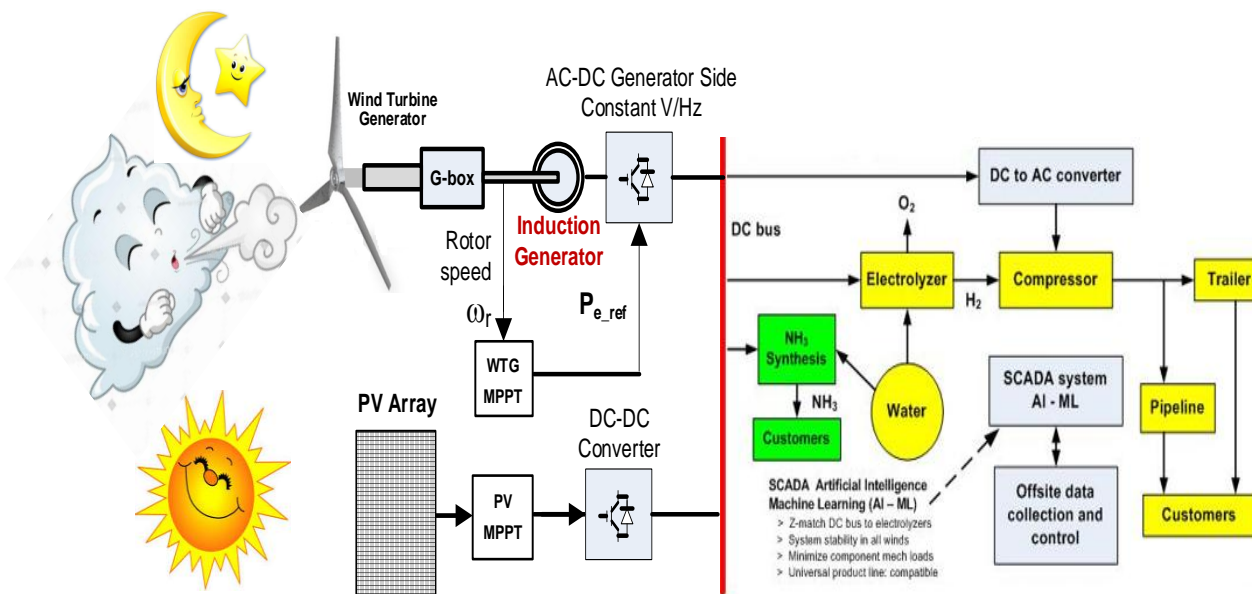 Wind Turbine
Generator
G-box
AC-DC Generator Side
Constant V/Hz
Induction
Generator
Rotor
speed
ωr
Pe_ref
WTG
MPPT
PV Array
PV
MPPT
DC-DC
Converter
DC bus
DC to AC converter
O2
Electrolyzer
H2
Compressor
Trailer
NH3
Synthesis
NH3
Customers
Water
SCADA system
AI - ML
Pipeline
Offsite data
collection and
control
Customers
SCADA Artificial Intelligence
Machine Learning (AI – ML)
> Z-match DC bus to electrolyzers
> System stability in all winds
> Minimize component mech loads
> Universal product line: compatible